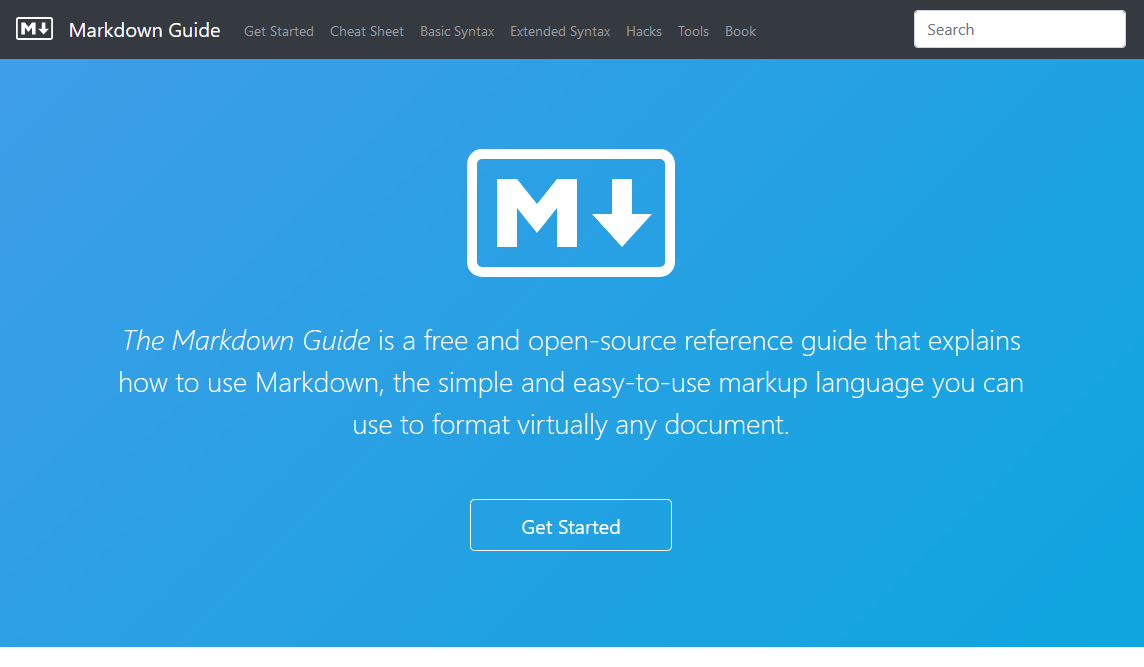 M↓ Markdown Guide Get Started Cheat Sheet Basic Syntax Extended Syntax Hacks Tools Book Search
M↓
The Markdown Guide is a free and open-source reference guide that explains
how to use Markdown, the simple and easy-to-use markup language you can
use to format virtually any document.
Get Started